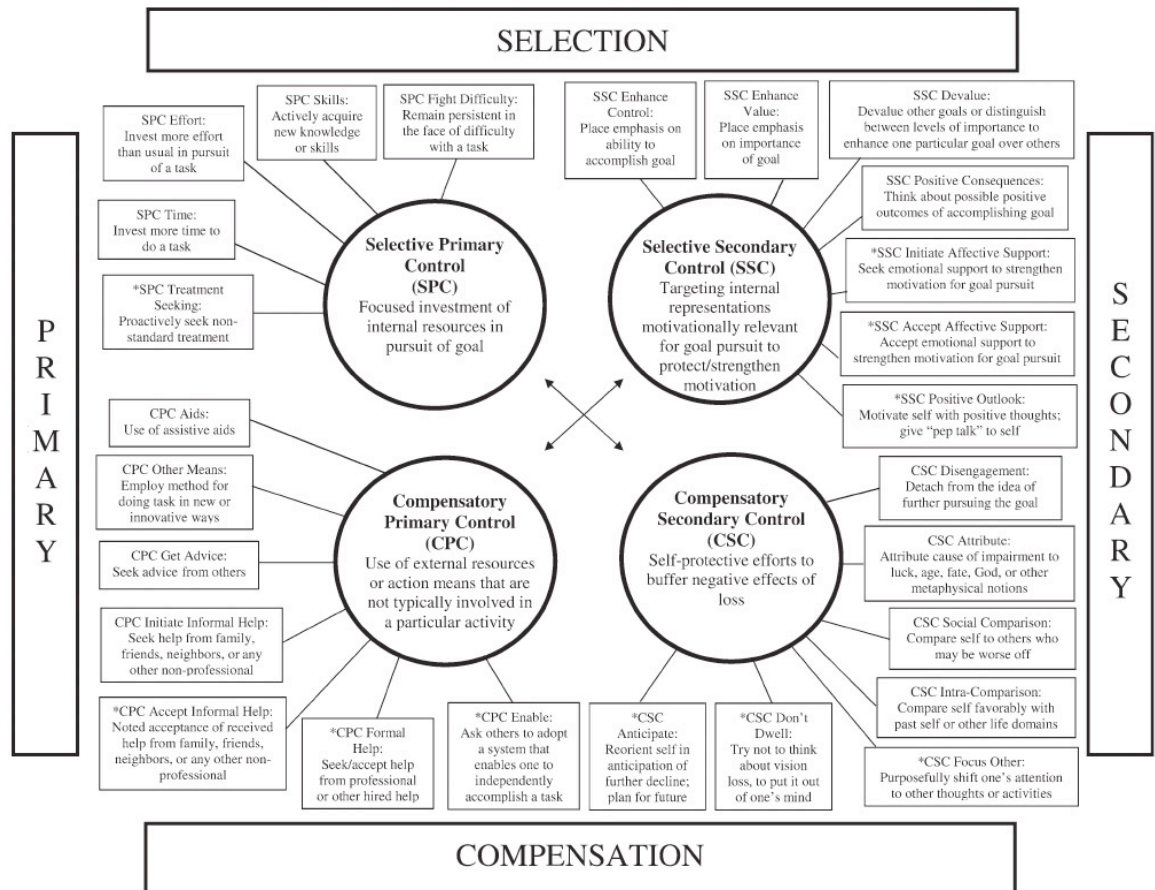 SELECTION
PRIMARY
SECONDARY
SPC Effort:
Invest more effort
than usual in pursuit
of a task
SPC Skills:
Actively acquire
new knowledge
or skills
SPC Fight Difficulty:
Remain persistent in
the face of difficulty
with a task
SPC Time:
Invest more time to
do a task
*SPC Treatment
Seeking:
Proactively seek non-
standard treatment
Selective Primary
Control
(SPC)
Focused investment of
internal resources in
pursuit of goal
SSC Enhance
Control:
Place emphasis on
ability to
accomplish goal
SSC Enhance
Value:
Place emphasis
on importance
of goal
SSC Devalue:
Devalue other goals or distinguish
between levels of importance to
enhance one particular goal over others
SSC Positive Consequences:
Think about possible positive
outcomes of accomplishing goal
*SSC Initiate Affective Support:
Seek emotional support to strengthen
motivation for goal pursuit
*SSC Accept Affective Support:
Accept emotional support to
strengthen motivation for goal pursuit
*SSC Positive Outlook:
Motivate self with positive thoughts;
give “pep talk” to self
Selective Secondary
Control (SSC)
Targeting internal
representations
motivationally relevant
for goal pursuit to
protect/strengthen
motivation
CPC Aids:
Use of assistive aids
CPC Other Means:
Employ method for
doing task in new or
innovative ways
CPC Get Advice:
Seek advice from others
CPC Initiate Informal Help:
Seek help from family,
friends, neighbors, or any
other non-professional
*CPC Accept Informal Help:
Noted acceptance of received
help from family, friends,
neighbors, or any other non-
professional
*CPC Formal
Help:
Seek/accept help
from professional
or other hired help
*CPC Enable:
Ask others to adopt
a system that
enables one to
independently
accomplish a task
Compensatory
Primary Control
(CPC)
Use of external resources
or action means that are
not typically involved in
a particular activity
Compensatory
Secondary Control
(CSC)
Self-protective efforts to
buffer negative effects of
loss
CSC Disengagement:
Detach from the idea of
further pursuing the goal
CSC Attribute:
Attribute cause of impairment to
luck, age, fate, God, or other
metaphysical notions
CSC Social Comparison:
Compare self to others who
may be worse off
CSC Intra-Comparison:
Compare self favorably with
past self or other life domains
*CSC Focus Other:
Purposefully shift one’s attention
to other thoughts or activities
*CSC
Anticipate:
Reorient self in
anticipation of
further decline;
plan for future
*CSC Don’t
Dwell:
Try not to think
about vision
loss, to put it out
of one’s mind
COMPENSATION